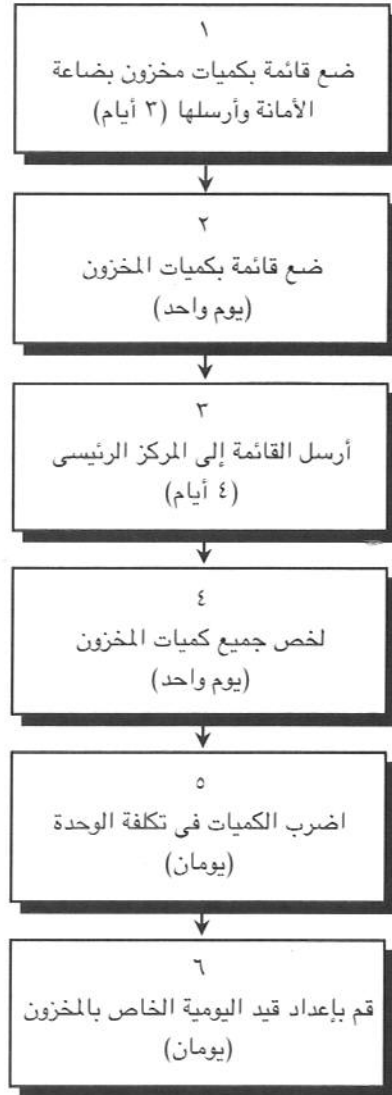 ١
ضع قائمة بكميات مخزون بضاعة
الأمانة وأرسلها (٣ أيام)
٢
ضع قائمة بكميات المخزون
(يوم واحد)
٣
أرسل القائمة إلى المركز الرئيسى
(٤ أيام)
٤
لخص جميع كميات المخزون
(يوم واحد)
٥
اضرب الكميات فى تكلفة الوحدة
(يومان)
٦
قم بإعداد قيد اليومية الخاص بالمخزون
(يومان)